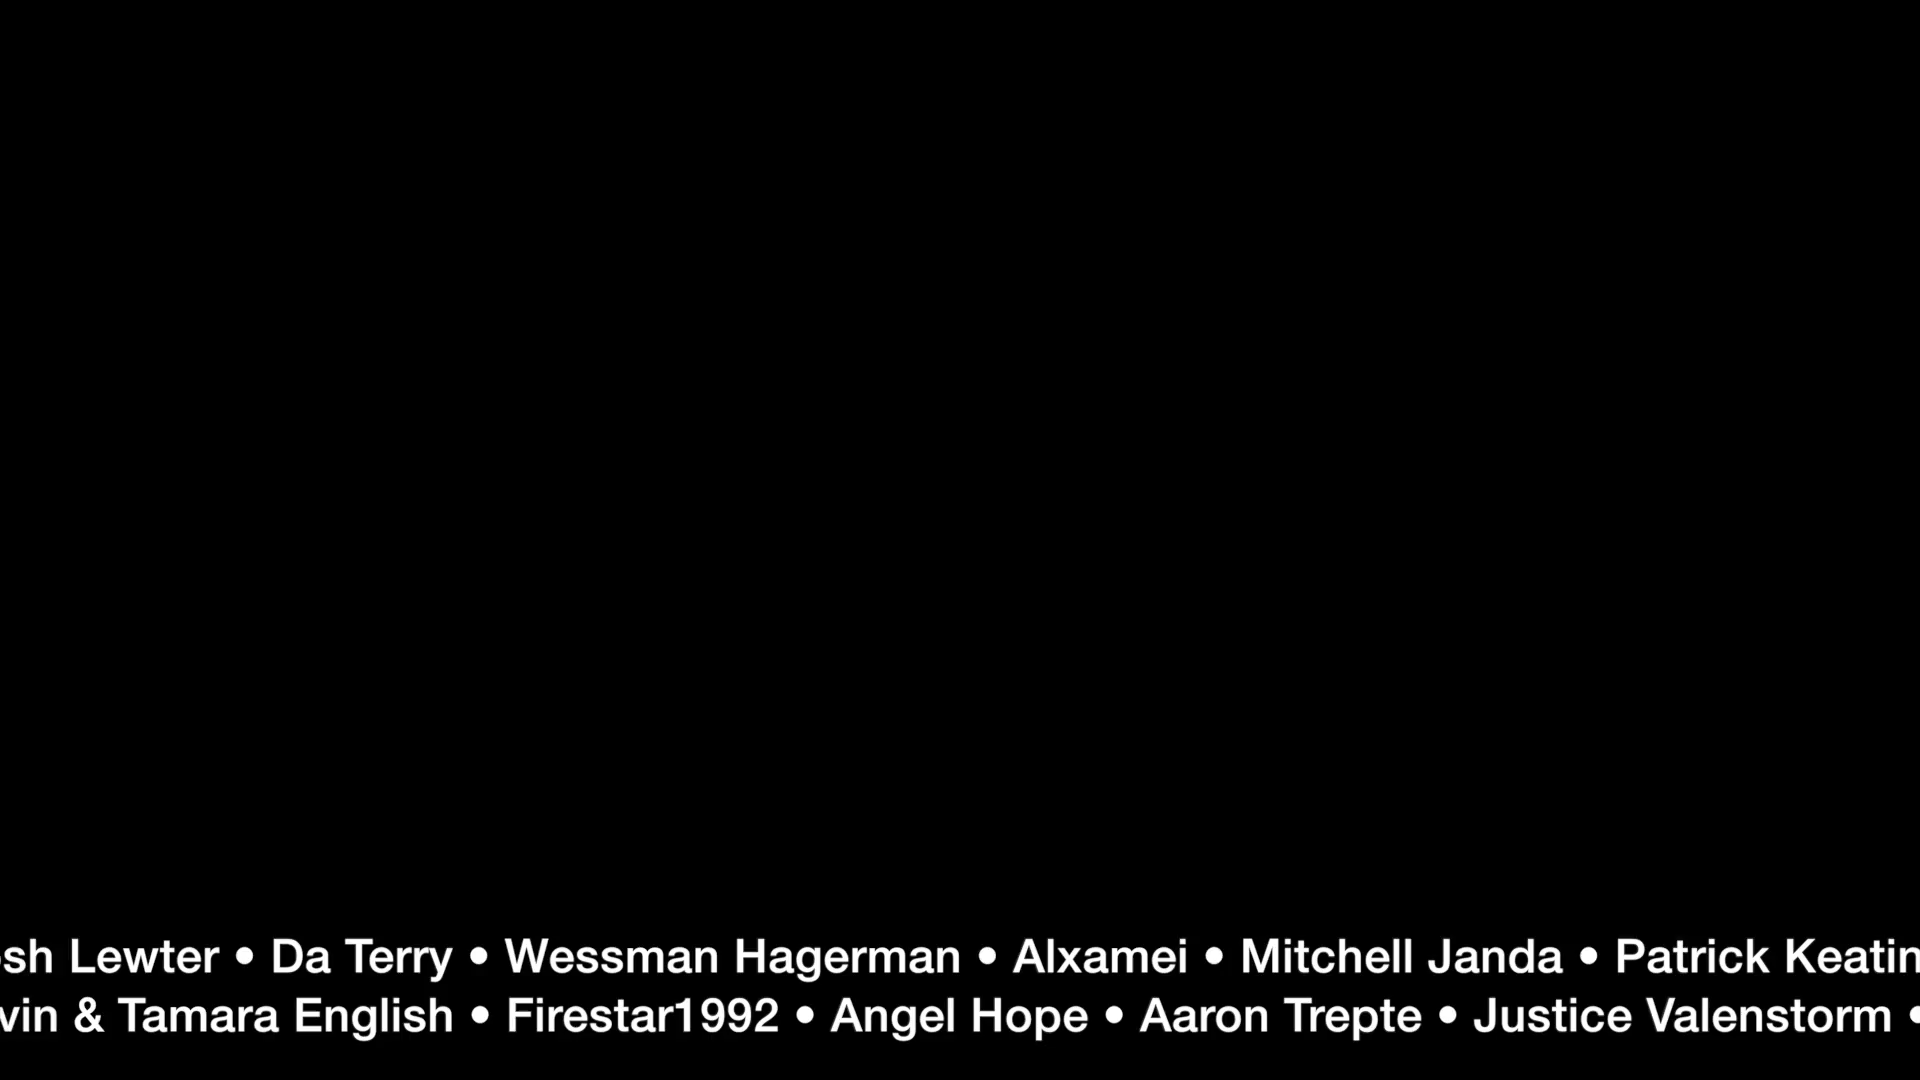 sh Lewter • Da Terry • Wessman Hagerman • Alxamei • Mitchell Janda • Patrick Keatin
vin & Tamara English • Firestar1992 • Angel Hope • Aaron Trepte • Justice Valenstorm •